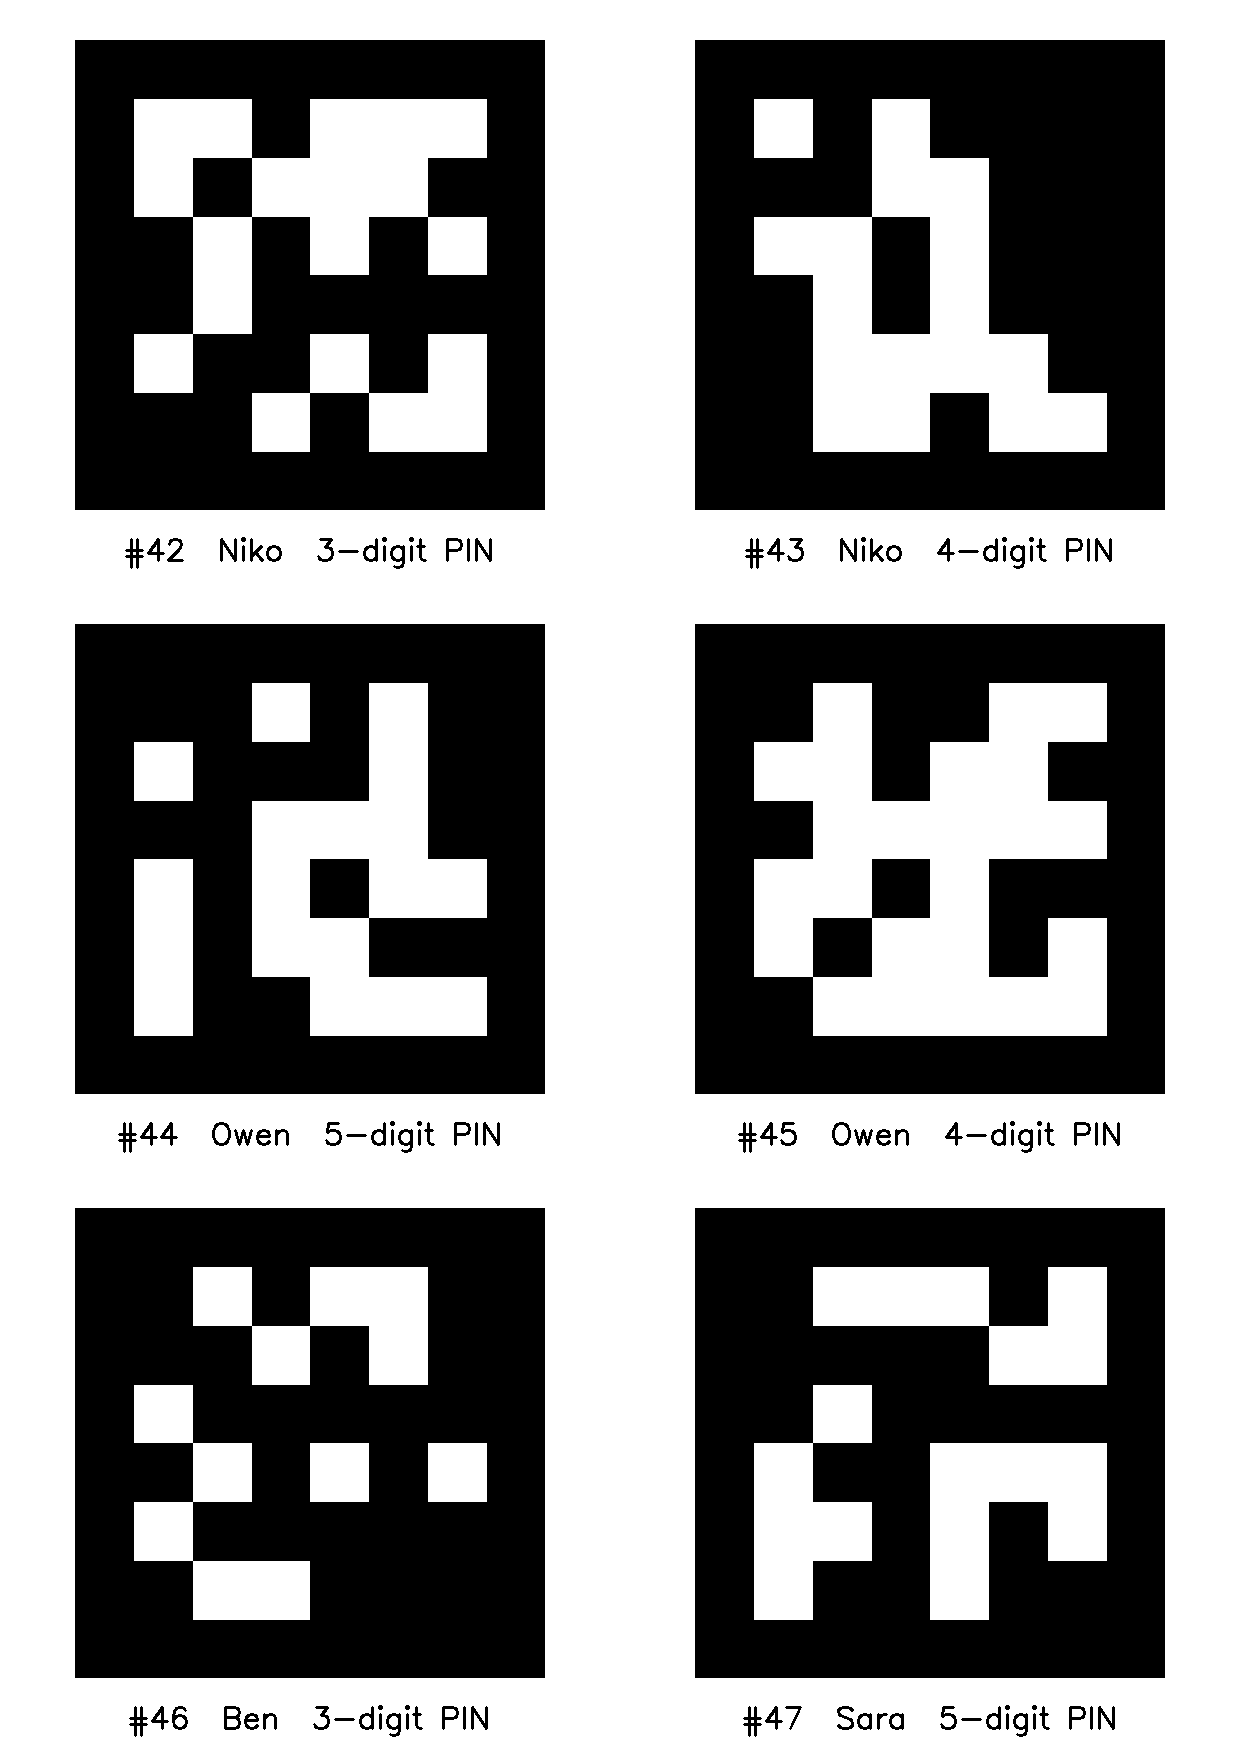 #42 Niko 3-digit PIN
#43 Niko 4-digit PIN
#44 Owen 5-digit PIN
#45 Owen 4-digit PIN
#46 Ben 3-digit PIN
#47 Sara 5-digit PIN